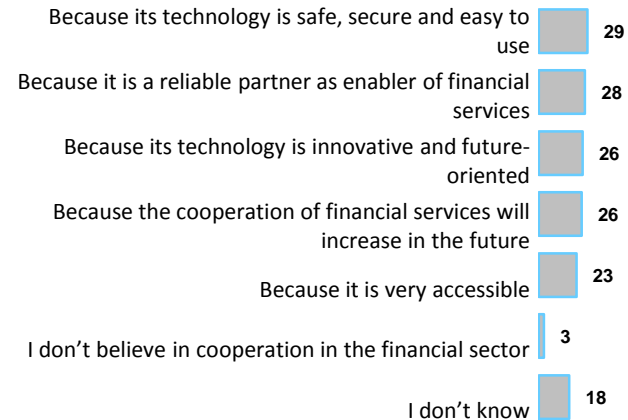 Because its technology is safe, secure and easy to
use
29
Because it is a reliable partner as enabler of financial
services
28
Because its technology is innovative and future-
oriented
26
Because the cooperation of financial services will
increase in the future
26
Because it is very accessible
23
I don’t believe in cooperation in the financial sector
3
I don’t know
18